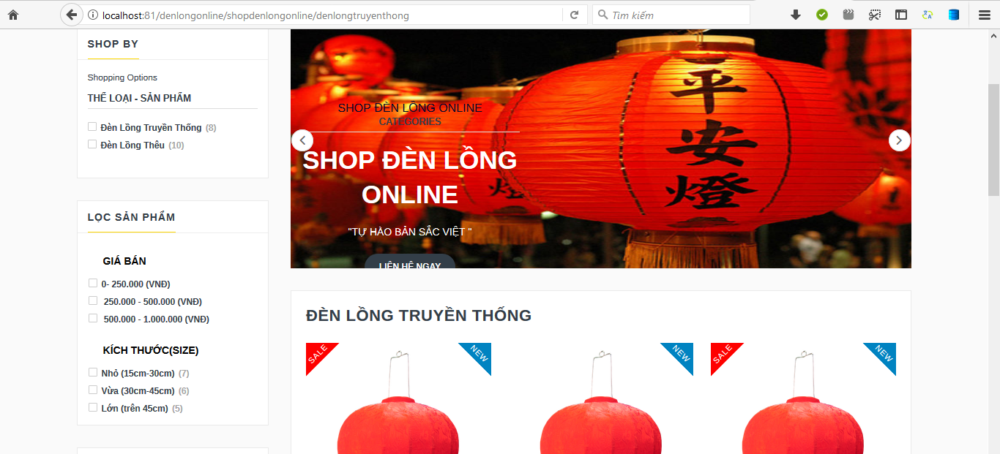 localhost:81/denlongonline/shopdenlongonline/denlongtruyenthong
Tìm kiếm
SHOP BY
Shopping Options
THỂ LOẠI - SẢN PHẨM
Đèn Lồng Truyền Thống (8)
Đèn Lồng Thêu (10)
LỌC SẢN PHẨM
GIÁ BÁN
0- 250.000 (VNĐ)
250.000 - 500.000 (VNĐ)
500.000 - 1.000.000 (VNĐ)
KÍCH THƯỚC(SIZE)
Nhỏ (15cm-30cm) (7)
Vừa (30cm-45cm) (6)
Lớn (trên 45cm) (5)
SHOP ĐÈN LỒNG ONLINE
CATEGORIES
SHOP ĐÈN LỒNG
ONLINE
"TỰ HÀO BẢN SẮC VIỆT "
LIÊN HỆ NGAY
平安燈
ĐÈN LỒNG TRUYỀN THỐNG
SALE
NEW
NEW
SALE
NEW